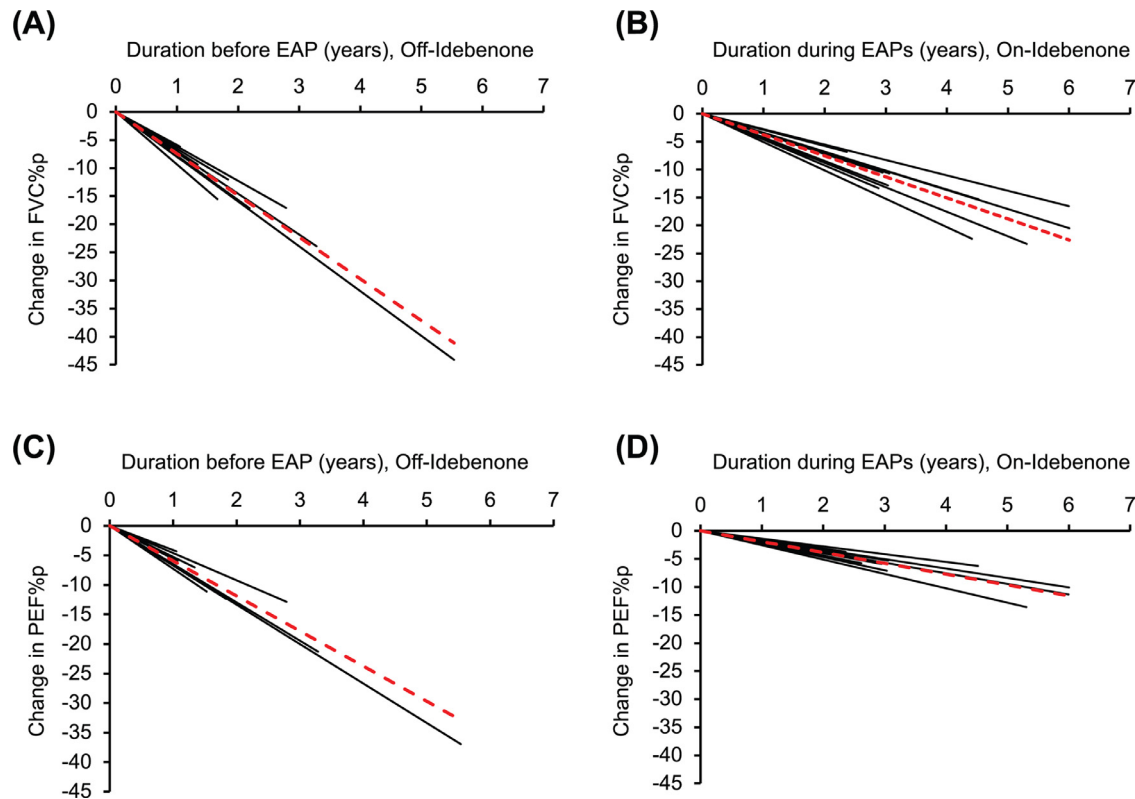 (A)
Duration before EAP (years), Off-Idebenone
0 1 2 3 4 5 6 7
0
-5
-10
-15
-20
-25
-30
-35
-40
-45
Change in FVC%p
(B)
Duration during EAPs (years), On-Idebenone
0 1 2 3 4 5 6 7
0
-5
-10
-15
-20
-25
-30
-35
-40
-45
Change in FVC%p
(C)
Duration before EAP (years), Off-Idebenone
0 1 2 3 4 5 6 7
0
-5
-10
-15
-20
-25
-30
-35
-40
-45
Change in PEF%p
(D)
Duration during EAPs (years), On-Idebenone
0 1 2 3 4 5 6 7
0
-5
-10
-15
-20
-25
-30
-35
-40
-45
Change in PEF%p